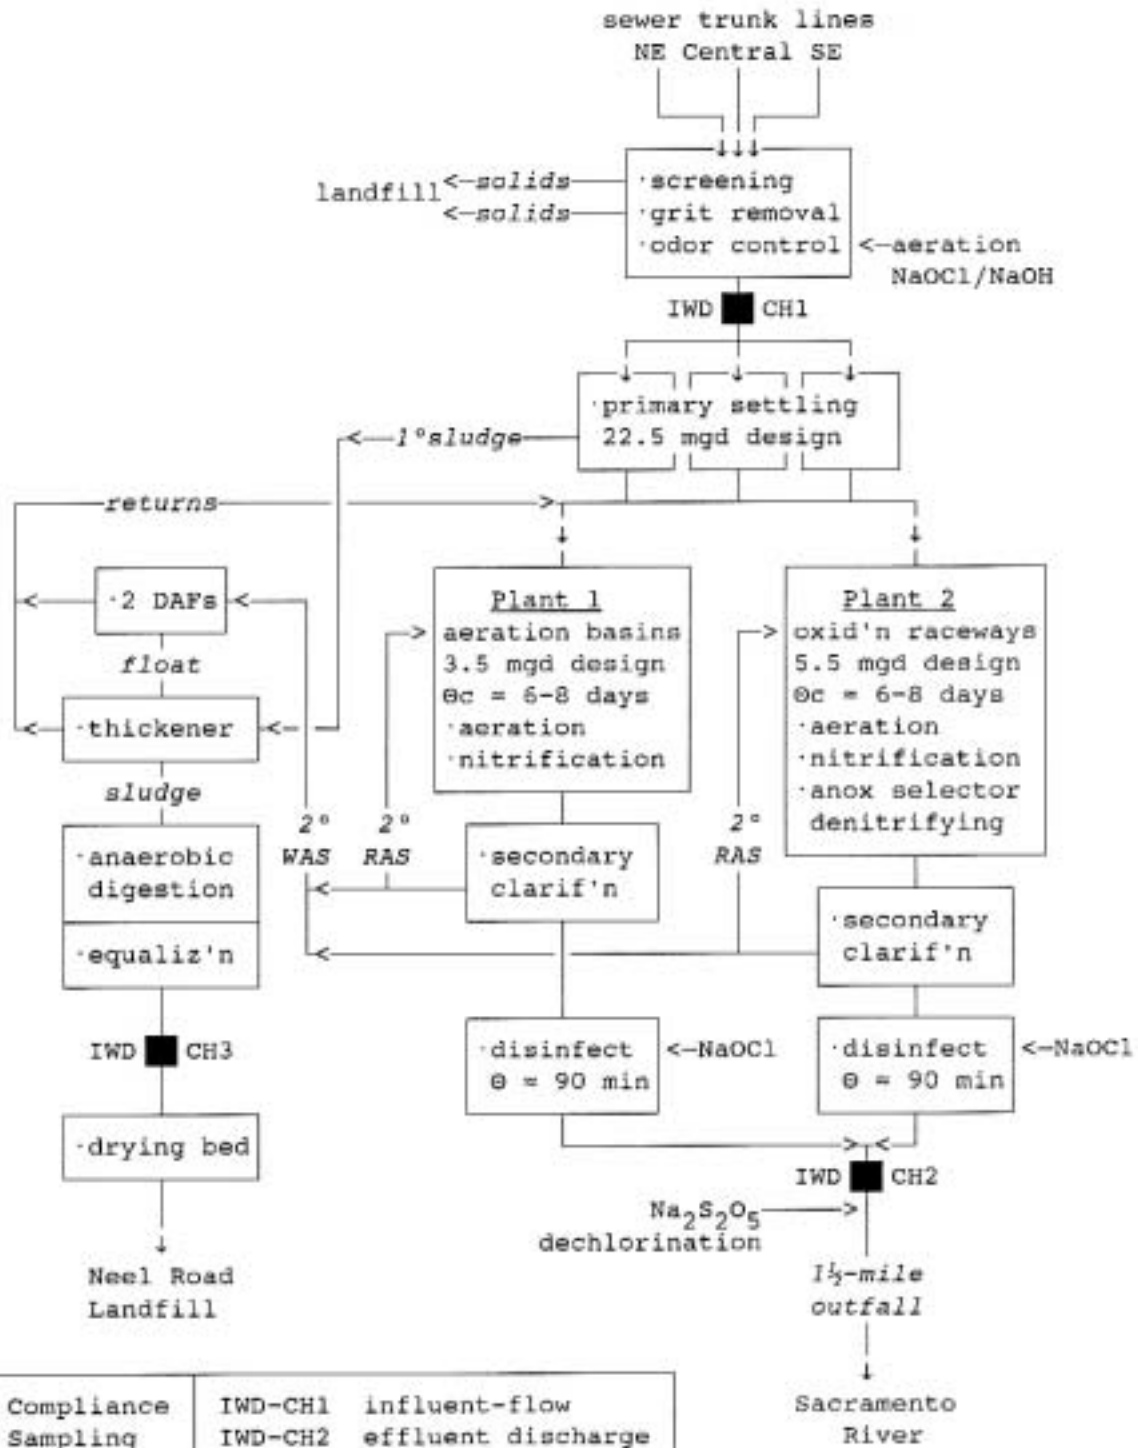 sewer trunk lines
NE Central SE
landfill
<-solids
<-solids
·screening
·grit removal
·odor control
<-aeration
NaOCl/NaOH
IWD CH1
·primary settling
22.5 mgd design
1°sludge
returns
·2 DAFs
float
·thickener
sludge
·anaerobic
digestion
·equaliz'n
IWD CH3
·drying bed
Neel Road
Landfill
2°
WAS
2°
RAS
Plant 1
aeration basins
3.5 mgd design
Θc = 6-8 days
·aeration
·nitrification
·secondary
clarif'n
·disinfect
Θ = 90 min
<-NaOCl
2°
RAS
Plant 2
oxid'n raceways
5.5 mgd design
Θc = 6-8 days
·aeration
·nitrification
·anox selector
denitrifying
·secondary
clarif'n
·disinfect
Θ = 90 min
<-NaOCl
IWD CH2
Na₂S₂O₅
dechlorination
1½-mile
outfall
Sacramento
River
Compliance
Sampling
IWD-CH1 influent-flow
IWD-CH2 effluent discharge